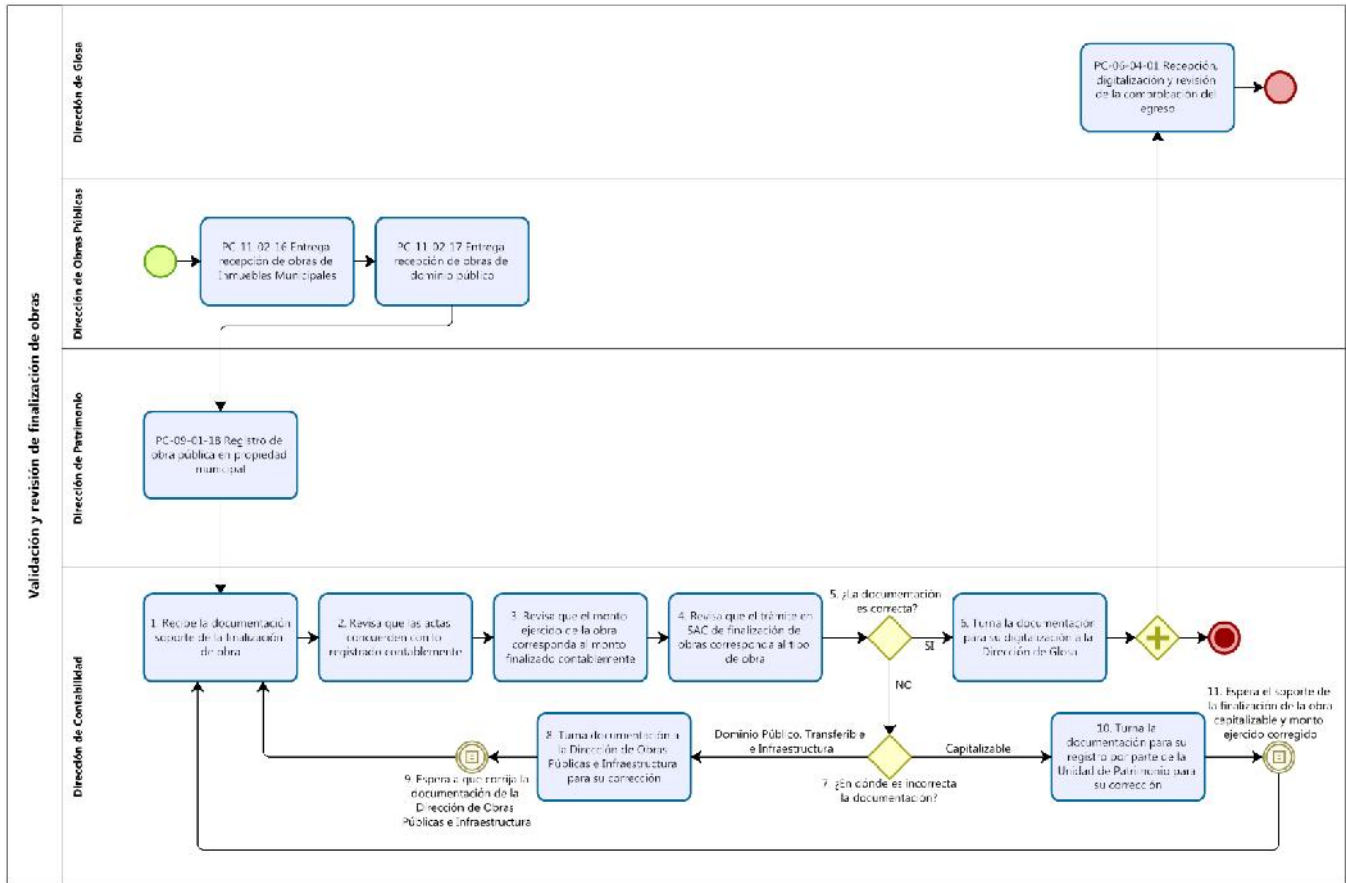 Validación y revisión de finalización de obras
Dirección de Glosa
PC-06-04-01 Recepción,
digitalización y revisión
de la comprobación del
egreso
Dirección de Obras Públicas
PC-11-02-16 Entrega
recepción de obras de
Inmuebles Municipales
PC-11-02-17 Entrega
recepción de obras de
dominio público
Dirección de Patrimonio
PC-09-01-18 Registro de
obra pública en propiedad
municipal
Dirección de Contabilidad
1. Recibe la documentación
soporte de la finalización
de obra
2. Revisa que las actas
concuerden con lo
registrado contablemente
3. Revisa que el monto
ejercido de la obra
corresponda al monto
finalizado contablemente
4. Revisa que el trámite en
SAC de finalización de
obras corresponda al tipo
de obra
5. ¿La documentación
es correcta?
SI
NO
6. Turna la documentación
para su digitalización a la
Dirección de Glosa
7. ¿En dónde es incorrecta
la documentación?
Dominio Público, Transferible
e Infraestructura
Capitalizable
8. Turna documentación a
la Dirección de Obras
Públicas e Infraestructura
para su corrección
9. Espera a que corrija la
documentación de la
Dirección de Obras
Públicas e Infraestructura
10. Turna la
documentación para su
registro por parte de la
Unidad de Patrimonio para
su corrección
11. Espera el soporte de
la finalización de la obra
capitalizable y monto
ejercido corregido